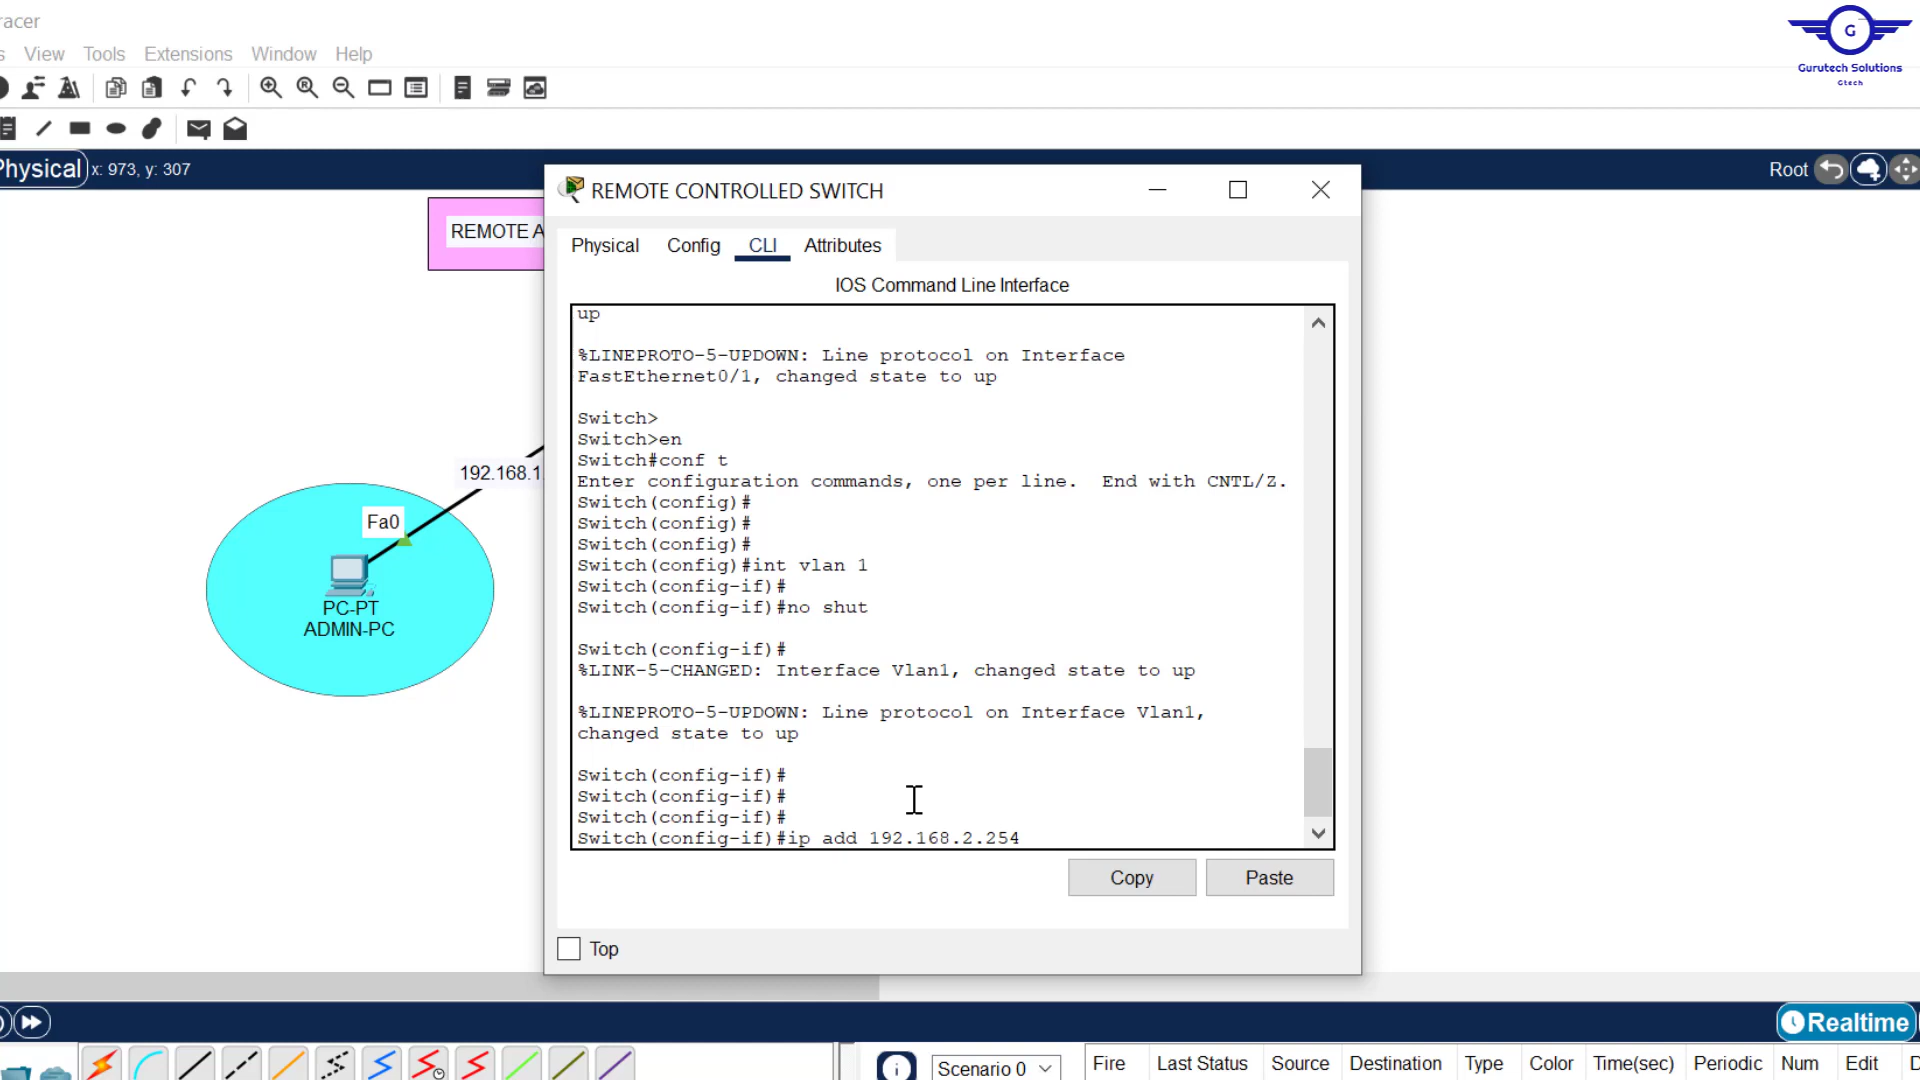 racer
s View Tools Extensions Window Help
G
Gurutech Solutions
Gtech
Physical x: 973, y: 307
Root
REMOTE A
REMOTE CONTROLLED SWITCH
Physical Config CLI Attributes
IOS Command Line Interface
up
%LINEPROTO-5-UPDOWN: Line protocol on Interface
FastEthernet0/1, changed state to up
Switch>
Switch>en
Switch#conf t
Enter configuration commands, one per line. End with CNTL/Z.
Switch(config)#
Switch(config)#
Switch(config)#
Switch(config)#int vlan 1
Switch(config-if)#
Switch(config-if)#no shut
Switch(config-if)#
%LINK-5-CHANGED: Interface Vlan1, changed state to up
%LINEPROTO-5-UPDOWN: Line protocol on Interface Vlan1,
changed state to up
Switch(config-if)#
Switch(config-if)#
Switch(config-if)#
Switch(config-if)#ip add 192.168.2.254
Copy Paste
Top
192.168.1.
Fa0
PC-PT
ADMIN-PC
Realtime
Scenario 0
Fire Last Status Source Destination Type Color Time(sec) Periodic Num Edit